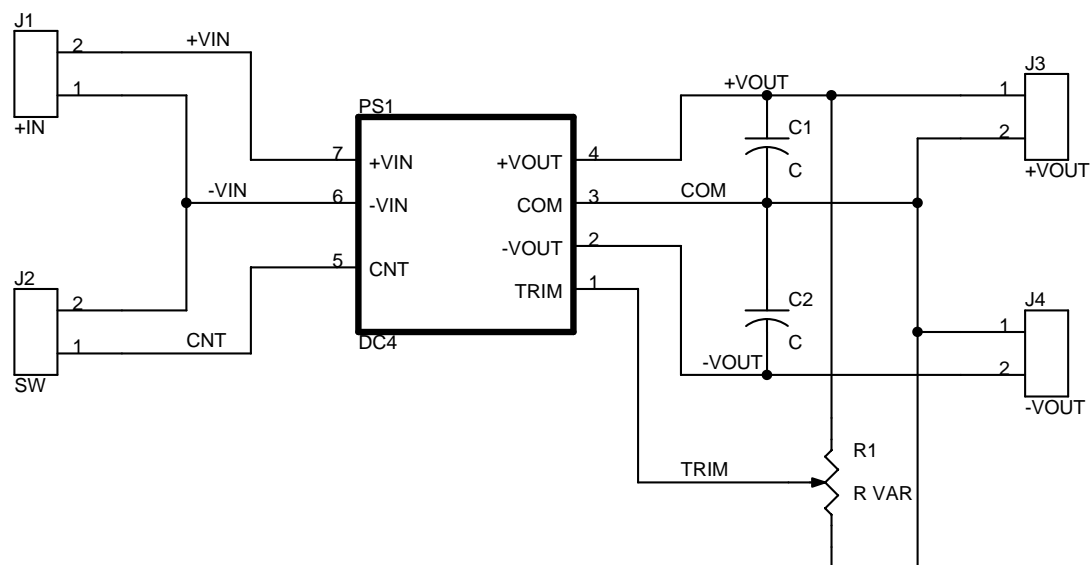 J1
2
+VIN
1
+IN
J2
2
1
CNT
SW
-VIN
PS1
7
+VIN
6
-VIN
5
CNT
DC4
+VOUT
4
COM
3
-VOUT
2
TRIM
1
+VOUT
C1
C
COM
C2
C
-VOUT
TRIM
R1
R VAR
J3
1
2
+VOUT
J4
1
2
-VOUT